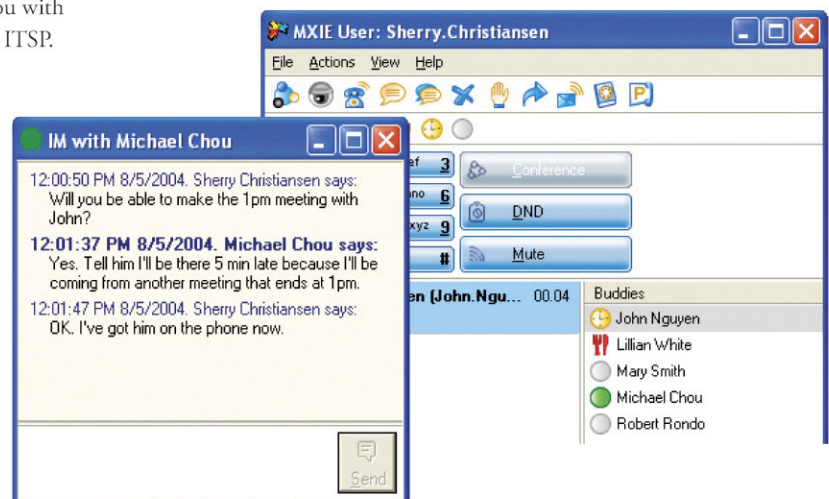 ou with
ITSP.
MXIE User: Sherry.Christiansen
File Actions View Help
IM with Michael Chou
12:00:50 PM 8/5/2004. Sherry Christiansen says:
Will you be able to make the 1pm meeting with
John?
12:01:37 PM 8/5/2004. Michael Chou says:
Yes. Tell him I'll be there 5 min late because I'll be
coming from another meeting that ends at 1pm.
12:01:47 PM 8/5/2004. Sherry Christiansen says:
OK. I've got him on the phone now.
Send
ef 3
no 6
xyz 9
#
Conference
DND
Mute
en (John.Ngu... 00.04
Buddies
John Nguyen
Lillian White
Mary Smith
Michael Chou
Robert Rondo